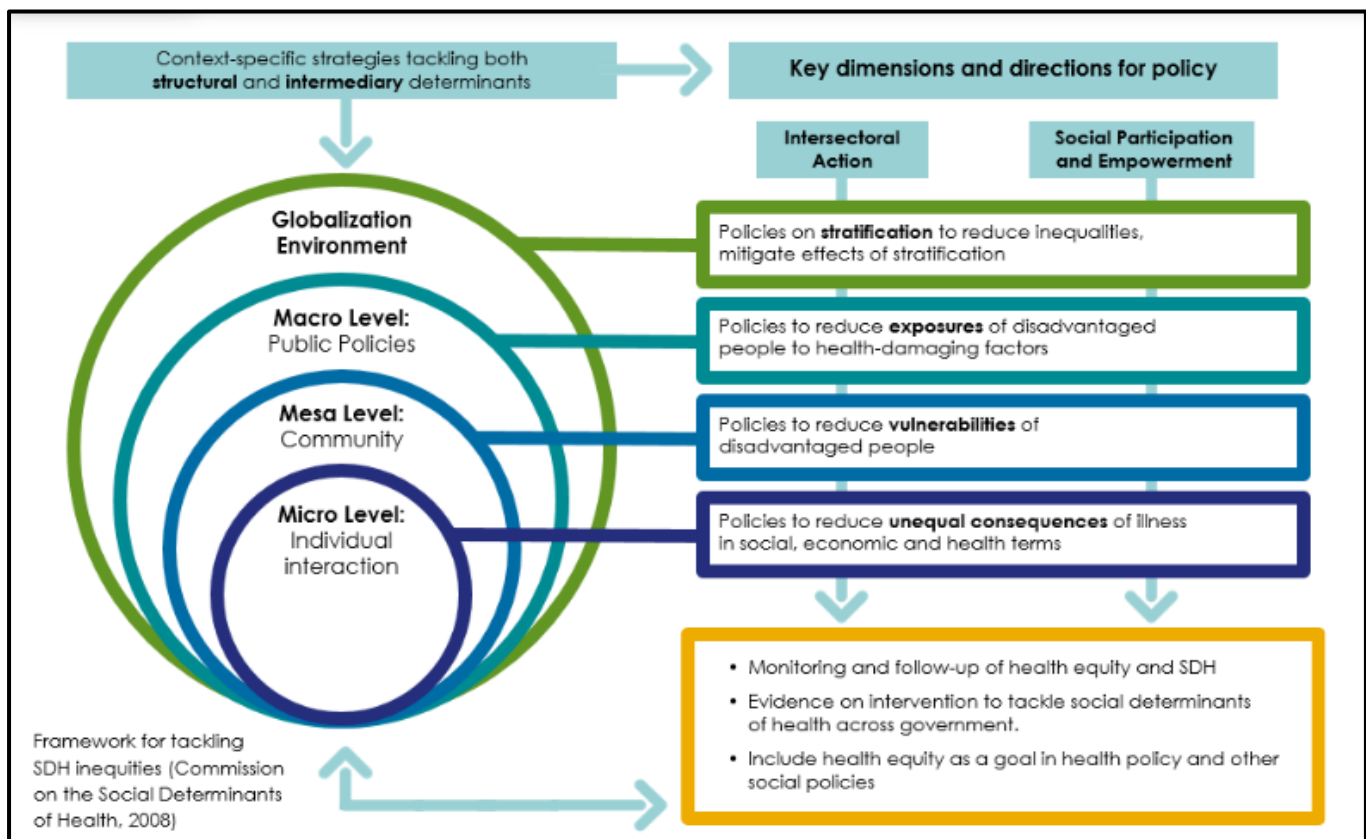 Context-specific strategies tackling both
structural and intermediary determinants
Key dimensions and directions for policy
Intersectoral
Action
Social Participation
and Empowerment
Globalization
Environment
Policies on stratification to reduce inequalities,
mitigate effects of stratification
Macro Level:
Public Policies
Policies to reduce exposures of disadvantaged
people to health-damaging factors
Mesa Level:
Community
Policies to reduce vulnerabilities of
disadvantaged people
Micro Level:
Individual
interaction
Policies to reduce unequal consequences of illness
in social, economic and health terms
• Monitoring and follow-up of health equity and SDH
• Evidence on intervention to tackle social determinants
of health across government.
• Include health equity as a goal in health policy and other
social policies
Framework for tackling
SDH inequities (Commission
on the Social Determinants
of Health, 2008)